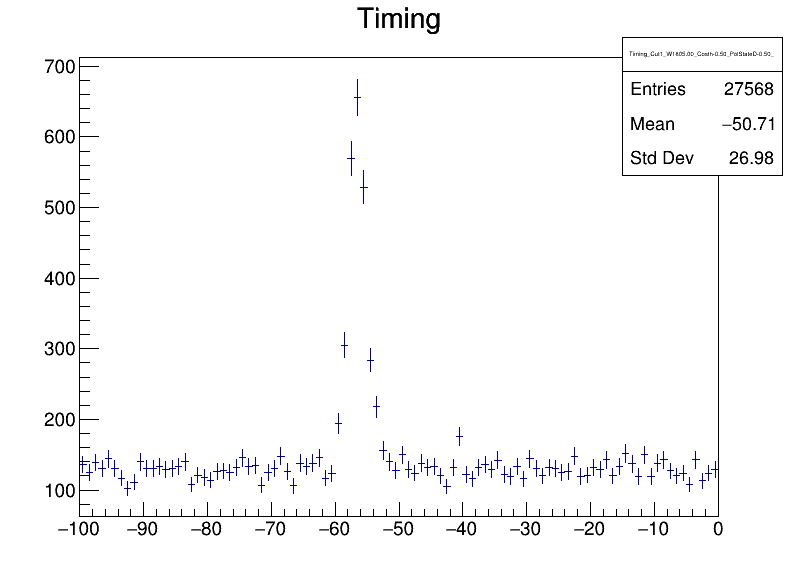 Timing
Timing_Cut1_W1605.00_Costh-0.50_PolStateD-0.50_
Entries 27568
Mean −50.71
Std Dev 26.98
700
600
500
400
300
200
100
−100 −90 −80 −70 −60 −50 −40 −30 −20 −10 0